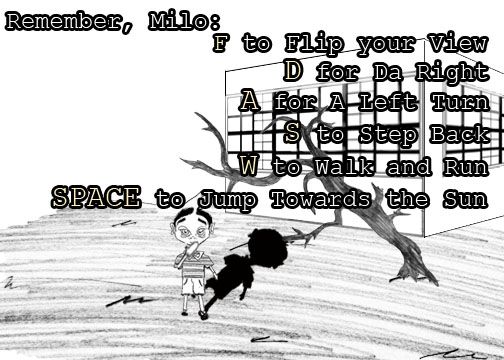 Remember, Milo:
F to Flip your View
D for Da Right
A for A Left Turn
S to Step Back
W to Walk and Run
SPACE to Jump Towards the Sun